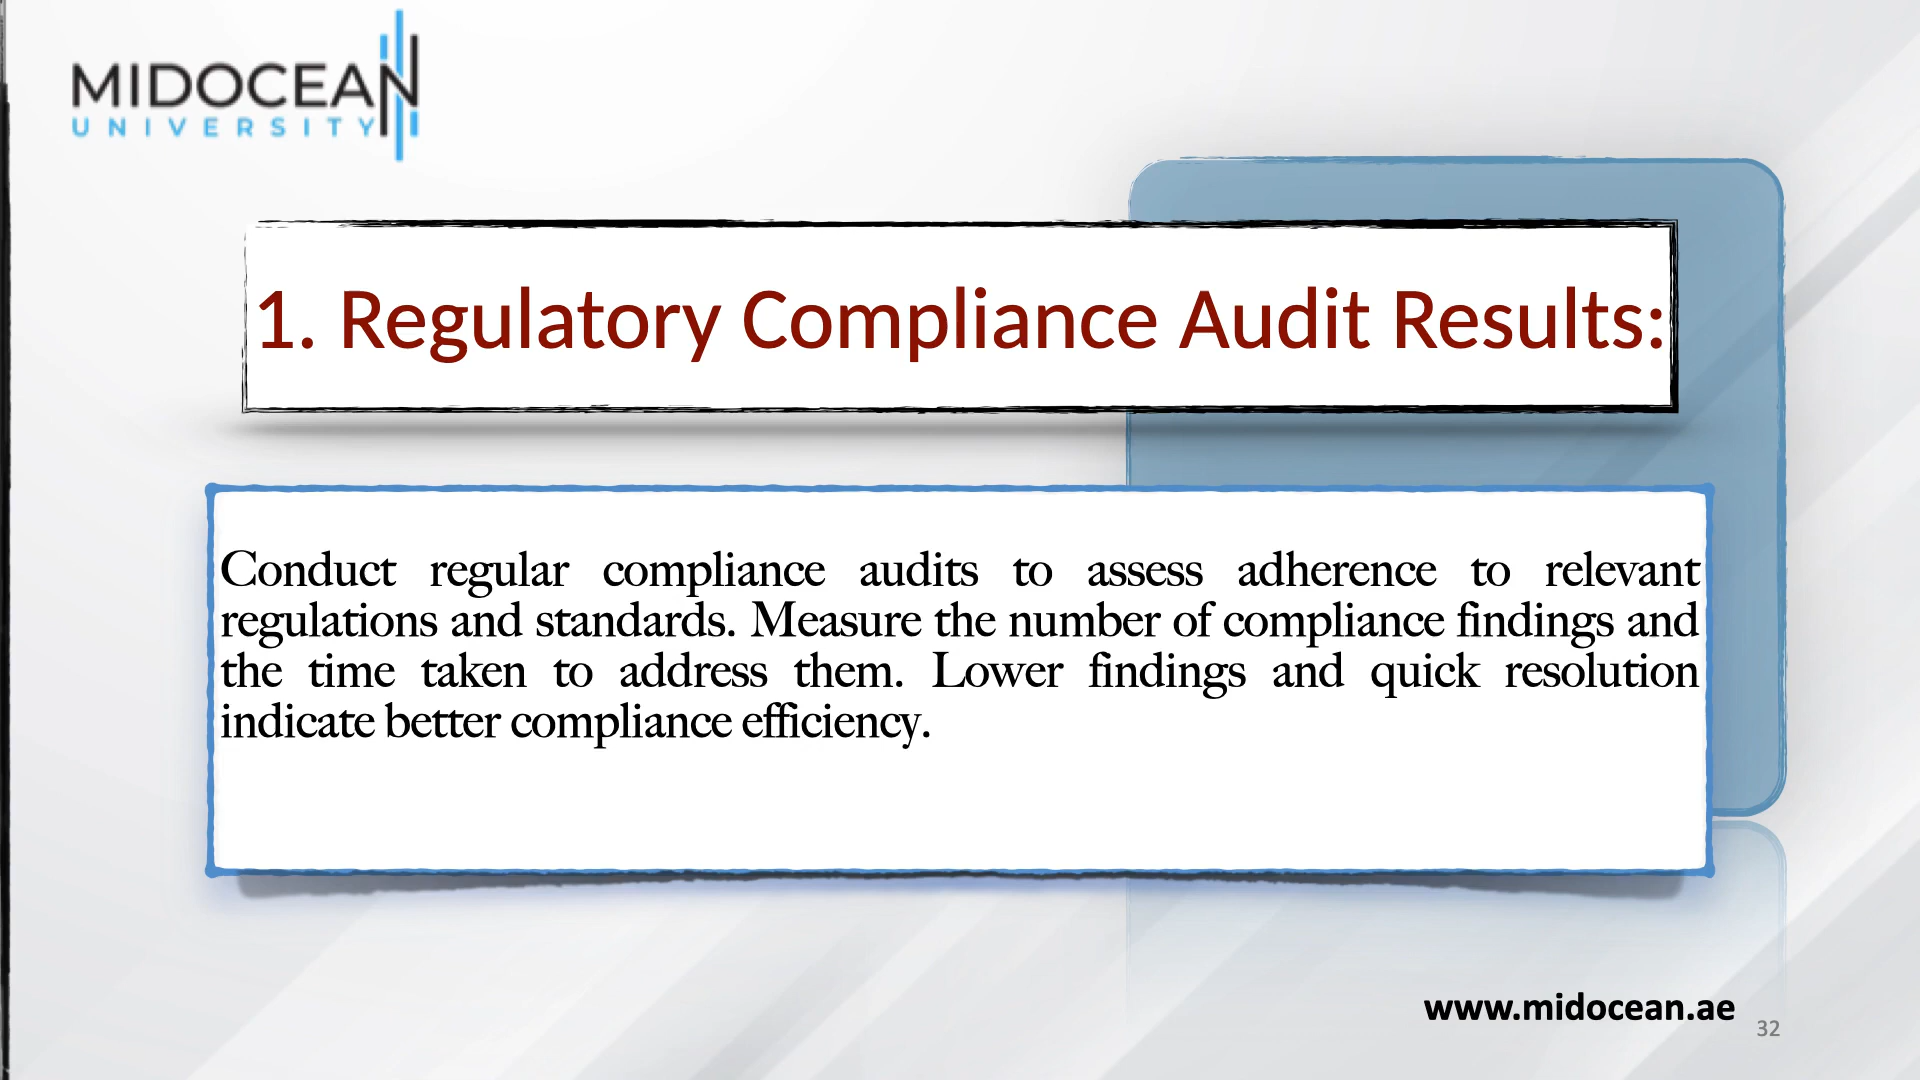 MIDOCEAN
UNIVERSITY
1. Regulatory Compliance Audit Results:
Conduct regular compliance audits to assess adherence to relevant
regulations and standards. Measure the number of compliance findings and
the time taken to address them. Lower findings and quick resolution
indicate better compliance efficiency.
www.midocean.ae
32